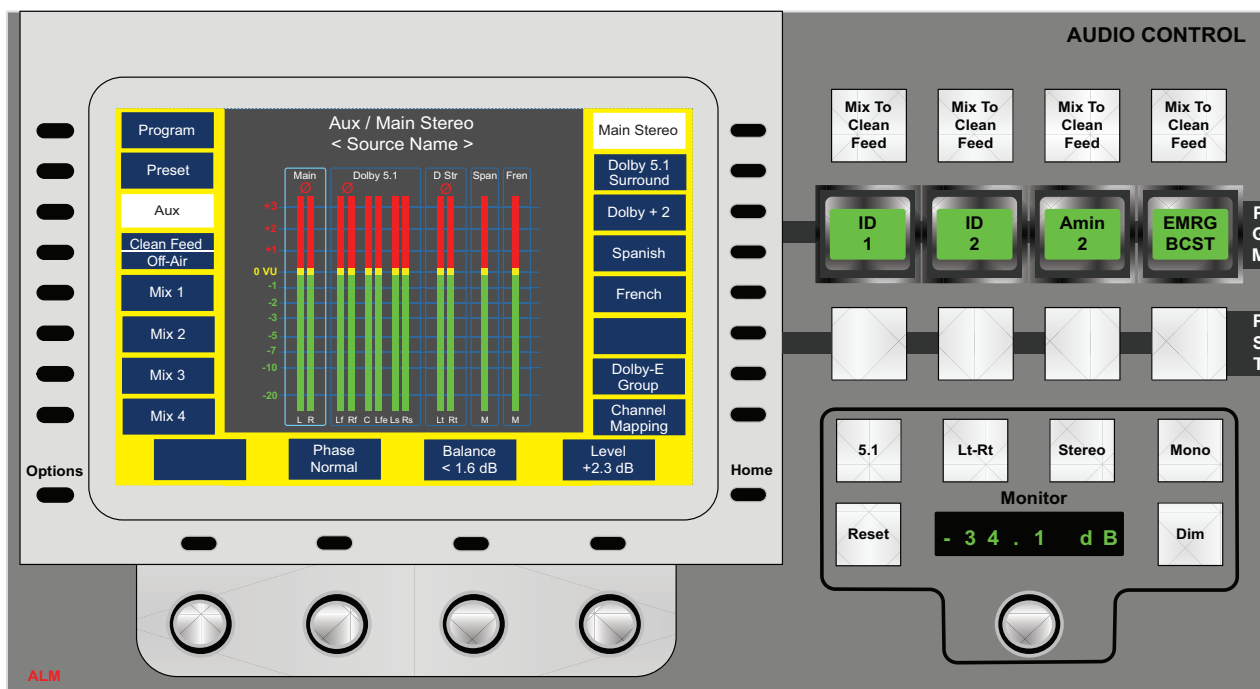 AUDIO CONTROL
Program
Preset
Aux
Clean Feed
Off-Air
Mix 1
Mix 2
Mix 3
Mix 4
Options
Aux / Main Stereo
< Source Name >
Main
Dolby 5.1
D Str
Span
Fren
Ø
Ø
Ø
+3
+2
+1
0 VU
-1
-2
-3
-5
-7
-10
-20
L R
Lf Rf C Lfe Ls Rs
Lt Rt
M
M
Main Stereo
Dolby 5.1
Surround
Dolby + 2
Spanish
French
Dolby-E
Group
Channel
Mapping
Home
Phase
Normal
Balance
< 1.6 dB
Level
+2.3 dB
Mix To
Clean
Feed
Mix To
Clean
Feed
Mix To
Clean
Feed
Mix To
Clean
Feed
ID
1
ID
2
Amin
2
EMRG
BCST
5.1
Lt-Rt
Stereo
Mono
Monitor
Reset
- 3 4 . 1 d B
Dim
ALM